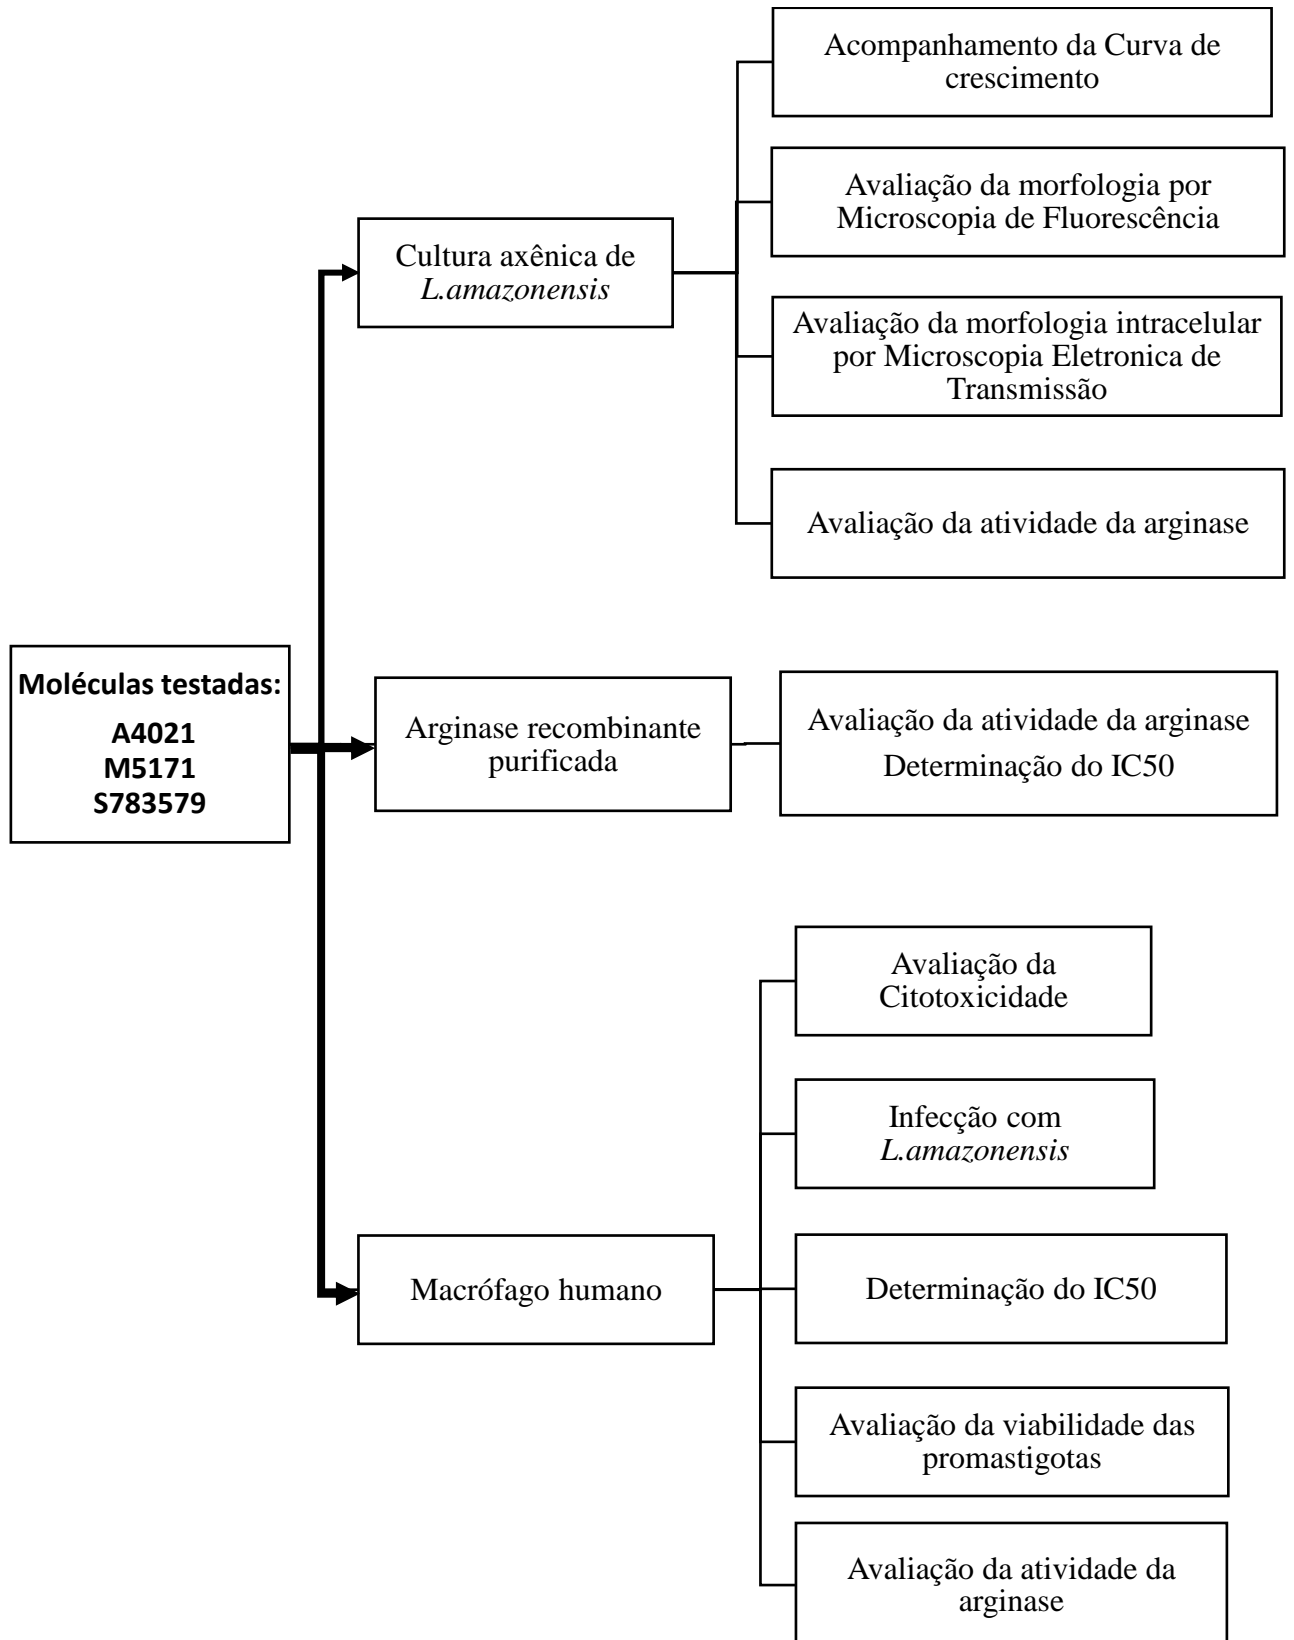 Acompanhamento da Curva de
crescimento
Avaliação da morfologia por
Microscopia de Fluorescência
Cultura axênica de
L.amazonensis
Avaliação da morfologia intracelular
por Microscopia Eletronica de
Transmissão
Avaliação da atividade da arginase
Moléculas testadas:
A4021
M5171
S783579
Arginase recombinante
purificada
Avaliação da atividade da arginase
Determinação do IC50
Avaliação da
Citotoxicidade
Infecção com
L.amazonensis
Macrófago humano
Determinação do IC50
Avaliação da viabilidade das
promastigotas
Avaliação da atividade da
arginase